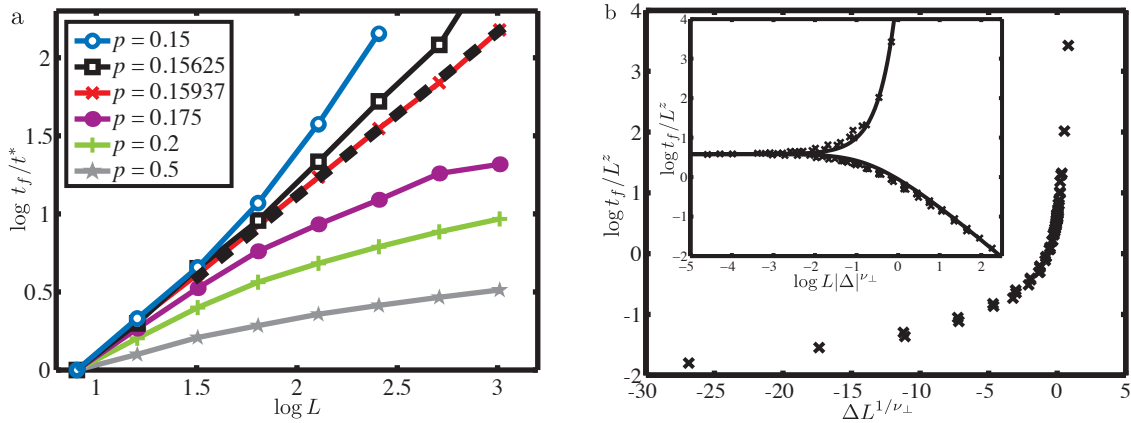 a
log t_f/t*
2
1.5
1
0.5
0
p = 0.15
p = 0.15625
p = 0.15937
p = 0.175
p = 0.2
p = 0.5
1 1.5 2 2.5 3
log L
b
log t_f/L^z
4
3
2
1
0
-1
-2
-30 -25 -20 -15 -10 -5 0 5
ΔL^{1/ν_⊥}
log t_f/L^z
4
3
2
1
0
−1
−2
−5 −4 −3 −2 −1 0 1 2
log L|Δ|^{ν_⊥}